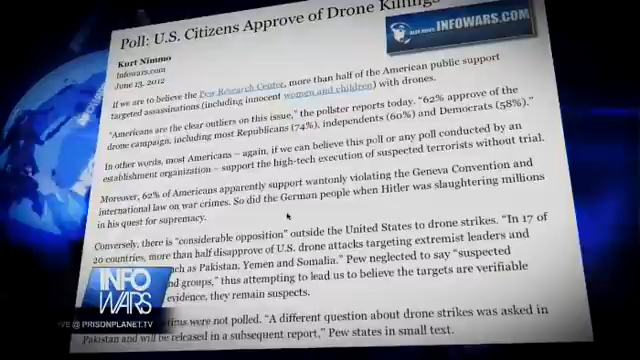 Poll: U.S. Citizens Approve of Drone Killings
INFOWARS.COM
Kurt Nimmo
Infowars.com
June 13, 2012
If we are to believe the Pew Research Center, more than half of the American public support
targeted assassinations (including innocent women and children) with drones.
"Americans are the clear outliers on this issue," the pollster reports today. "62% approve of the
drone campaign, including most Republicans (74%), independents (60%) and Democrats (58%)."
In other words, most Americans – again, if we can believe this poll or any poll conducted by an
establishment organization – support the high-tech execution of suspected terrorists without trial.
Moreover, 62% of Americans apparently support wantonly violating the Geneva Convention and
international law on war crimes. So did the German people when Hitler was slaughtering millions
in his quest for supremacy.
Conversely, there is "considerable opposition" outside the United States to drone strikes. "In 17 of
20 countries, more than half disapprove of U.S. drone attacks targeting extremist leaders and
such as Pakistan, Yemen and Somalia." Pew neglected to say "suspected
and groups," thus attempting to lead us to believe the targets are verifiable
evidence, they remain suspects.
were not polled. "A different question about drone strikes was asked in
Pakistan and will be released in a subsequent report," Pew states in small text.
INFO
WARS
@ PRISONPLANET.TV